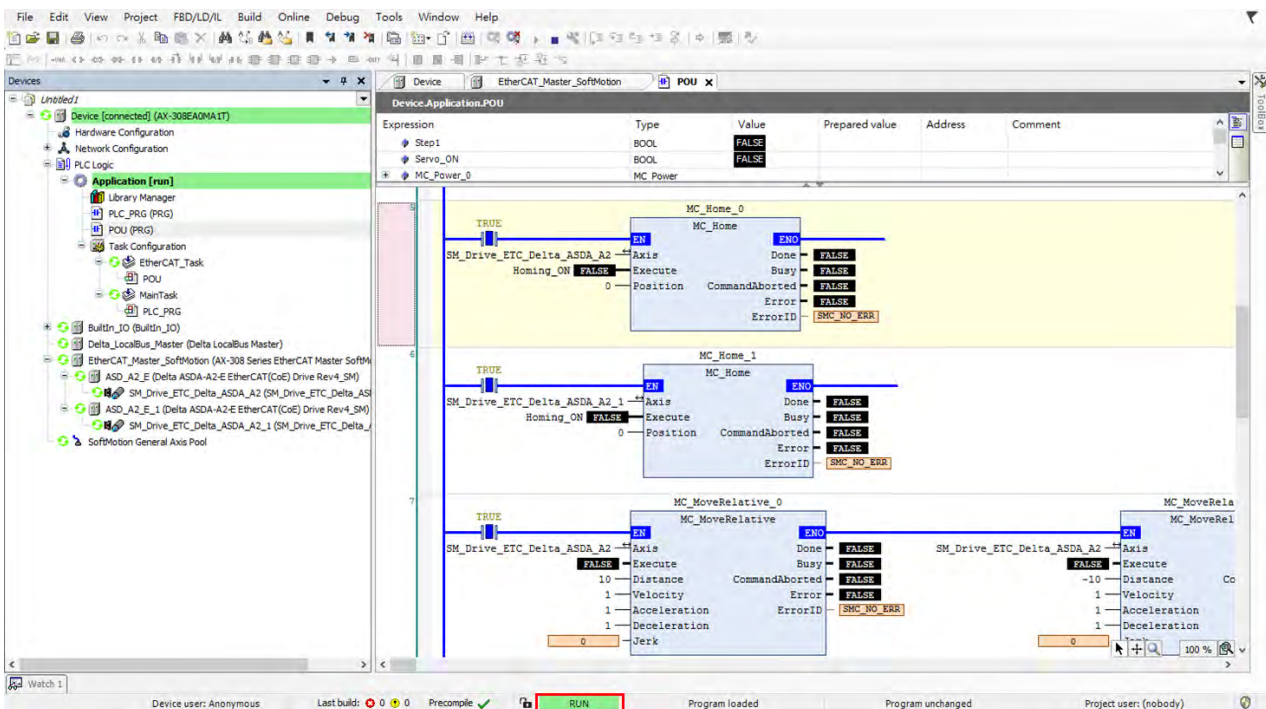 File Edit View Project FBD/LD/IL Build Online Debug Tools Window Help
Devices
Untitled1
Device [connected] (AX-308EA0MA1T)
Hardware Configuration
Network Configuration
PLC Logic
Application [run]
Library Manager
PLC_PRG (PRG)
POU (PRG)
Task Configuration
EtherCAT_Task
POU
MainTask
PLC_PRG
BuiltIn_IO (BuiltIn_IO)
Delta_LocalBus_Master (Delta LocalBus Master)
EtherCAT_Master_SoftMotion (AX-308 Series EtherCAT Master SoftM
ASD_A2_E (Delta ASDA-A2-E EtherCAT(CoE) Drive Rev4_SM)
SM_Drive_ETC_Delta_ASDA_A2 (SM_Drive_ETC_Delta_AS
ASD_A2_E_1 (Delta ASDA-A2-E EtherCAT(CoE) Drive Rev4_SM)
SM_Drive_ETC_Delta_ASDA_A2_1 (SM_Drive_ETC_Delta_
SoftMotion General Axis Pool
Device EtherCAT_Master_SoftMotion POU
ToolBox
Device.Application.POU
Expression Type Value Prepared value Address Comment
Step1 BOOL FALSE
Servo_ON BOOL FALSE
MC_Power_0 MC_Power
5
MC_Home_0
TRUE MC_Home
EN ENO
SM_Drive_ETC_Delta_ASDA_A2 Axis Done FALSE
Homing_ON FALSE Execute Busy FALSE
0 Position CommandAborted FALSE
Error FALSE
ErrorID SMC_NO_ERR
6
MC_Home_1
TRUE MC_Home
EN ENO
SM_Drive_ETC_Delta_ASDA_A2_1 Axis Done FALSE
Homing_ON FALSE Execute Busy FALSE
0 Position CommandAborted FALSE
Error FALSE
ErrorID SMC_NO_ERR
7
MC_MoveRelative_0 MC_MoveRela
TRUE MC_MoveRelative MC_MoveRel
EN ENO EN
SM_Drive_ETC_Delta_ASDA_A2 Axis Done FALSE SM_Drive_ETC_Delta_ASDA_A2 Axis
FALSE Execute Busy FALSE FALSE Execute
10 Distance CommandAborted FALSE -10 Distance Co
1 Velocity Error FALSE 1 Velocity
1 Acceleration ErrorID SMC_NO_ERR 1 Acceleration
1 Deceleration 1 Deceleration
0 Jerk 0
100 %
Watch 1
Device user: Anonymous Last build: 0 0 Precompile RUN Program loaded Program unchanged Project user: (nobody)